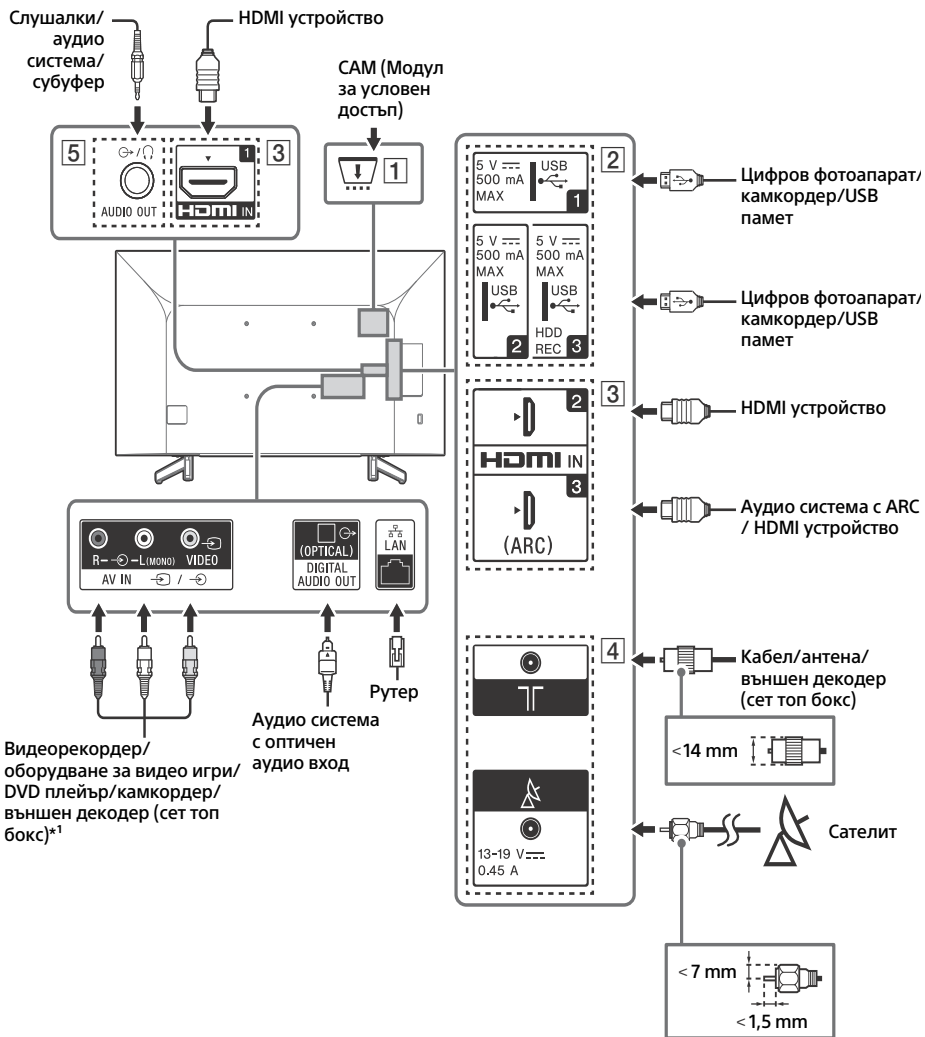 Слушалки/
аудио
система/
субуфер
HDMI устройство
CAM (Модул
за условен
достъп)
5
AUDIO OUT
1
3
HDMI IN
1
5 V
500 mA
MAX
USB
1
2
Цифров фотоапарат/
камкордер/USB
памет
5 V
500 mA
MAX
USB
2
5 V
500 mA
MAX
USB
HDD
REC 3
Цифров фотоапарат/
камкордер/USB
памет
2
3
HDMI IN
3
(ARC)
HDMI устройство
Аудио система с ARC
/ HDMI устройство
R- -L(MONO) VIDEO
AV IN /
(OPTICAL)
DIGITAL
AUDIO OUT
LAN
Рутер
Аудио система
с оптичен
аудио вход
Видеорекордер/
оборудване за видео игри/
DVD плейър/камкордер/
външен декодер (сет топ
бокс)*1
4
Кабел/антена/
външен декодер
(сет топ бокс)
<14 mm
13-19 V
0.45 A
Сателит
<7 mm
<1,5 mm